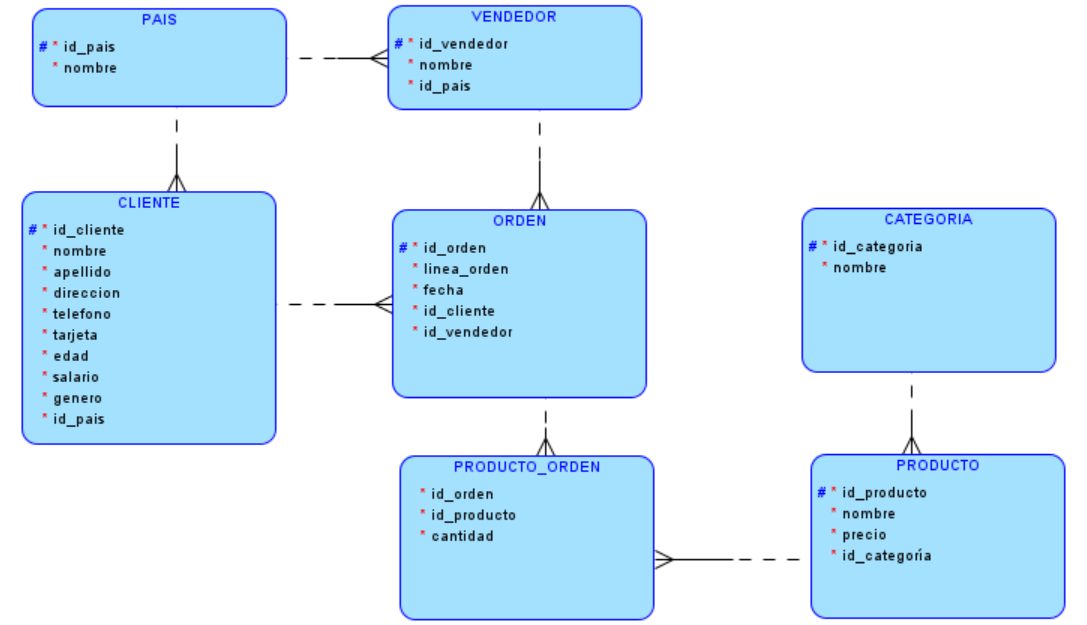 PAIS
# * id_pais
* nombre
VENDEDOR
# * id_vendedor
* nombre
* id_pais
CLIENTE
# * id_cliente
* nombre
* apellido
* direccion
* telefono
* tarjeta
* edad
* salario
* genero
* id_pais
ORDEN
# * id_orden
* linea_orden
* fecha
* id_cliente
* id_vendedor
CATEGORIA
# * id_categoria
* nombre
PRODUCTO_ORDEN
* id_orden
* id_producto
* cantidad
PRODUCTO
# * id_producto
* nombre
* precio
* id_categoría